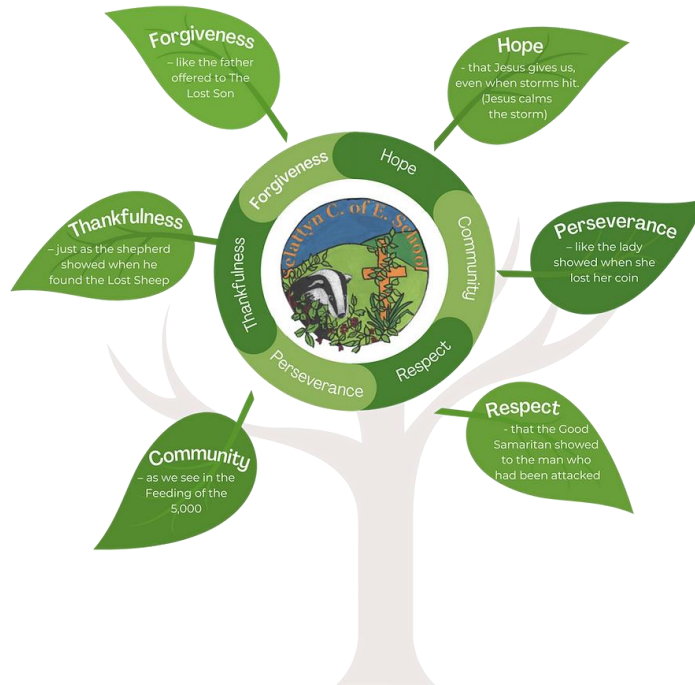 Forgiveness
– like the father
offered to The
Lost Son
Hope
- that Jesus gives us,
even when storms hit.
(Jesus calms
the storm)
Thankfulness
– just as the shepherd
showed when he
found the Lost Sheep
Perseverance
– like the lady
showed when she
lost her coin
Community
– as we see in the
Feeding of the
5,000
Respect
- that the Good
Samaritan showed
to the man who
had been attacked
Forgiveness
Hope
Community
Respect
Perseverance
Thankfulness
Selattyn C. of E. School